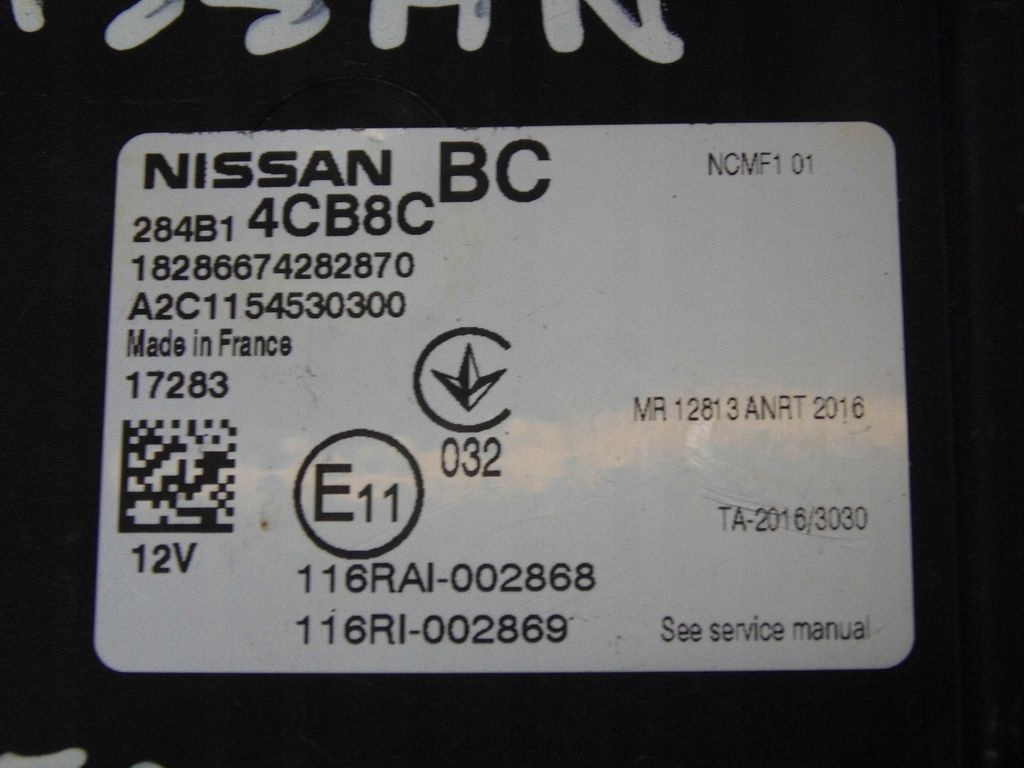 NISSAN BC
284B1 4CB8C
18286674282870
A2C1154530300
Made in France
17283
12V
032
E11
116RAI-002868
116RI-002869
NCMF1 01
MR 12813 ANRT 2016
TA-2016/3030
See service manual